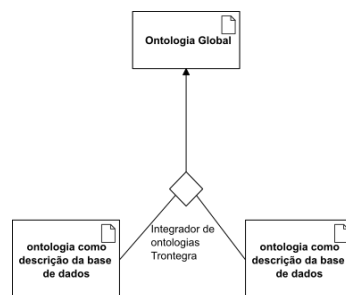 Ontologia Global
Integrador de
ontologias
Trontegra
ontologia como
descrição da base
de dados
ontologia como
descrição da base
de dados